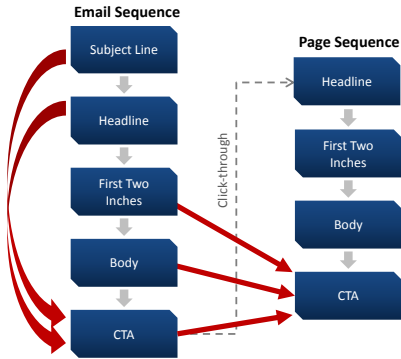 Email Sequence
Subject Line
Headline
First Two
Inches
Body
CTA
Click-through
Page Sequence
Headline
First Two
Inches
Body
CTA